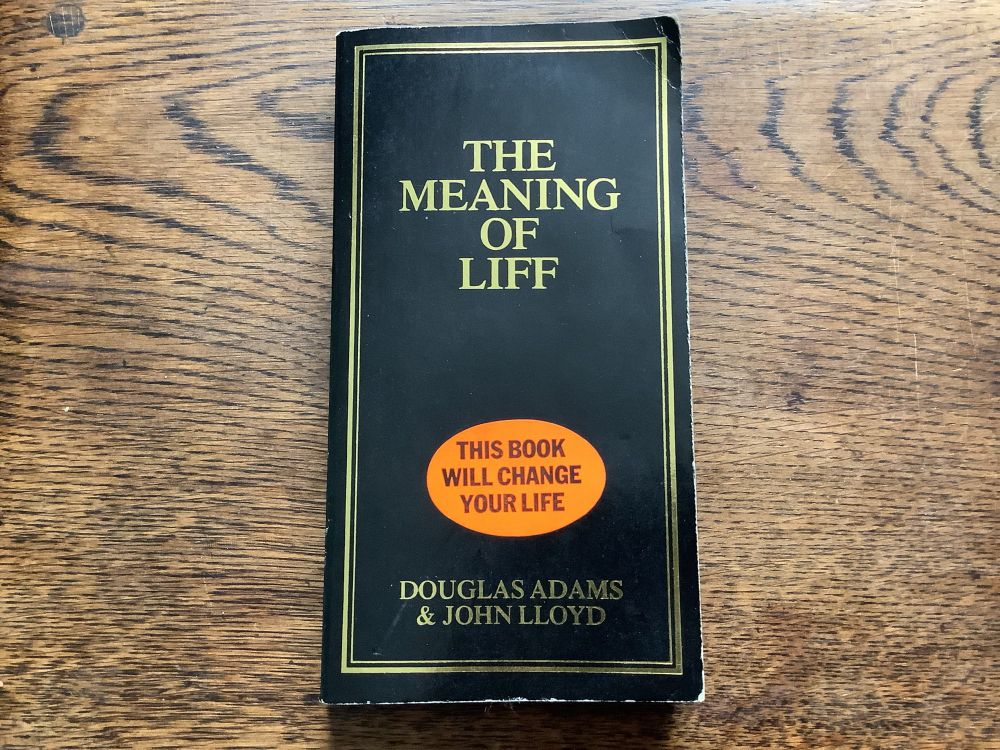 THE
MEANING
OF
LIFF
THIS BOOK
WILL CHANGE
YOUR LIFE
DOUGLAS ADAMS
& JOHN LLOYD